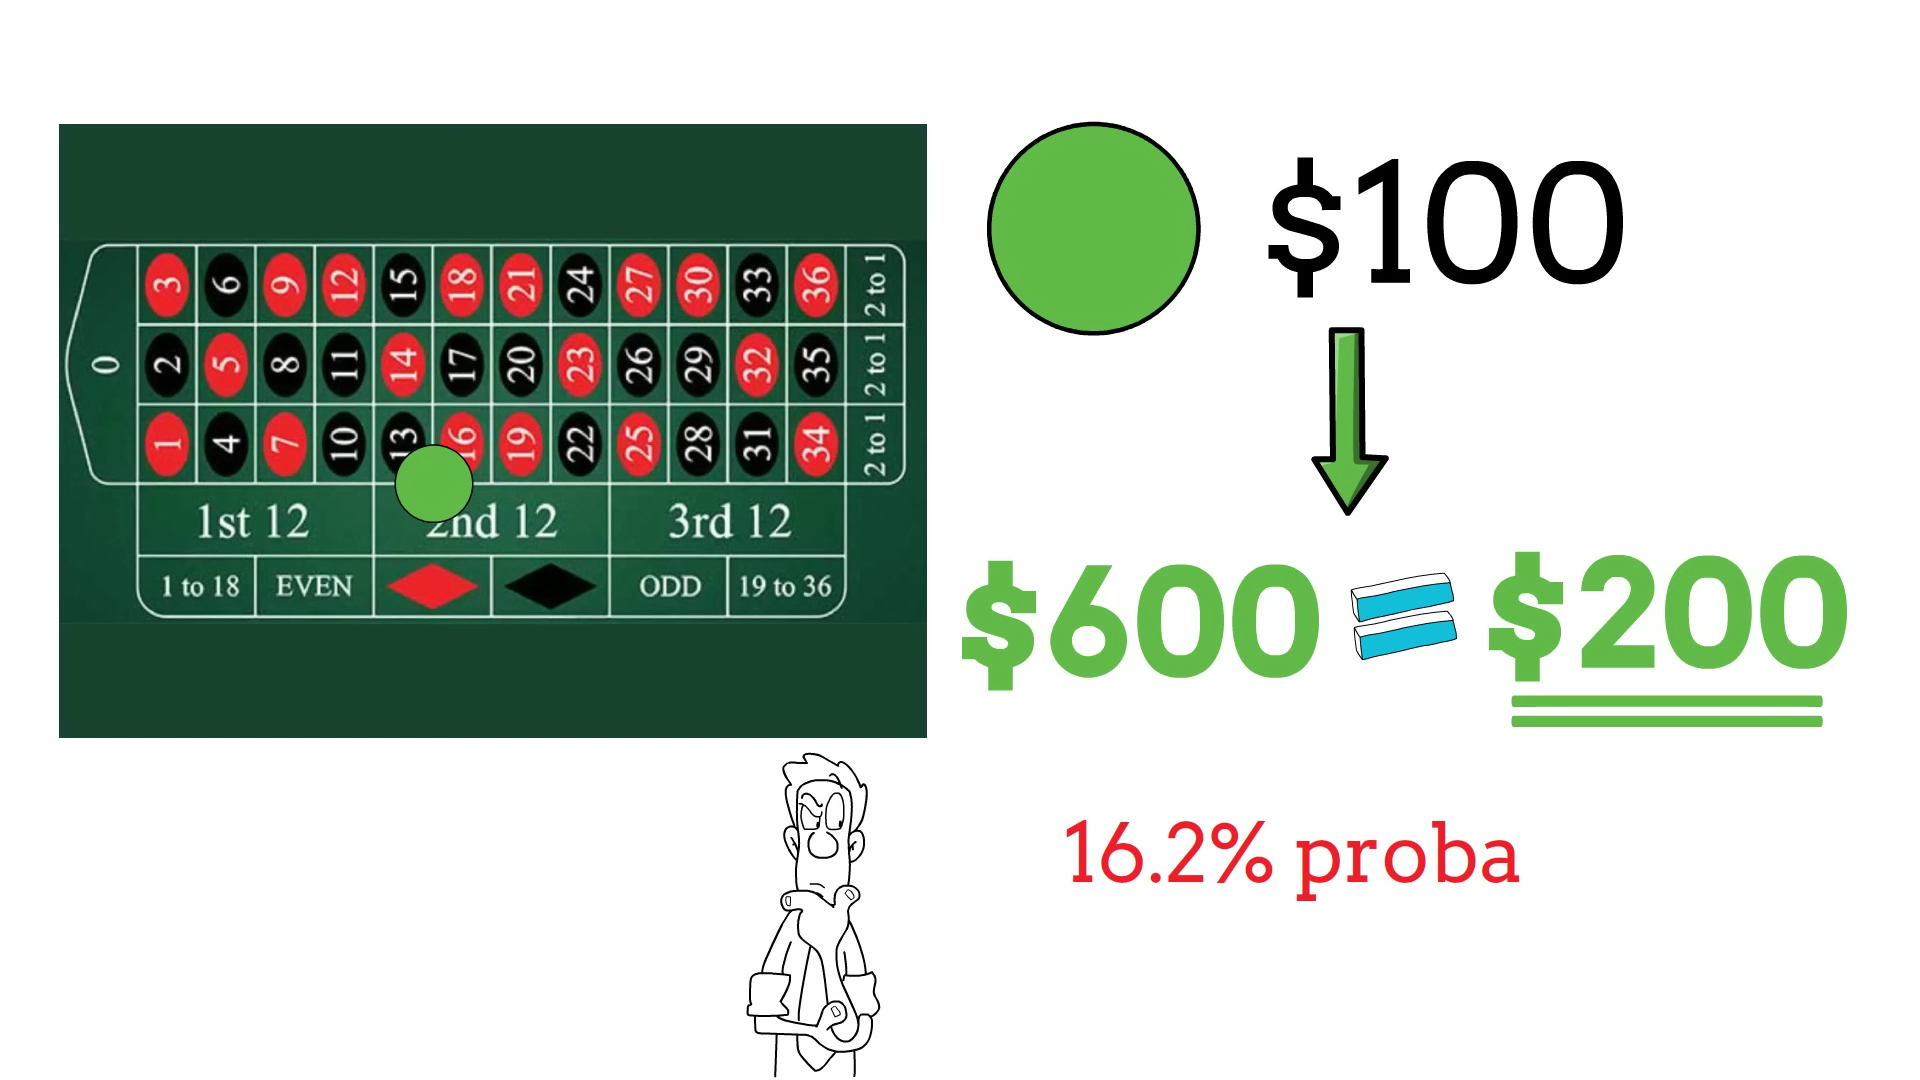 3 6 9 12 15 18 21 24 27 30 33 36 2 to 1
0 2 5 8 11 14 17 20 23 26 29 32 35 2 to 1
1 4 7 10 13 16 19 22 25 28 31 34 2 to 1
1st 12 2nd 12 3rd 12
1 to 18 EVEN ODD 19 to 36
$100
$600 = $200
16.2% proba